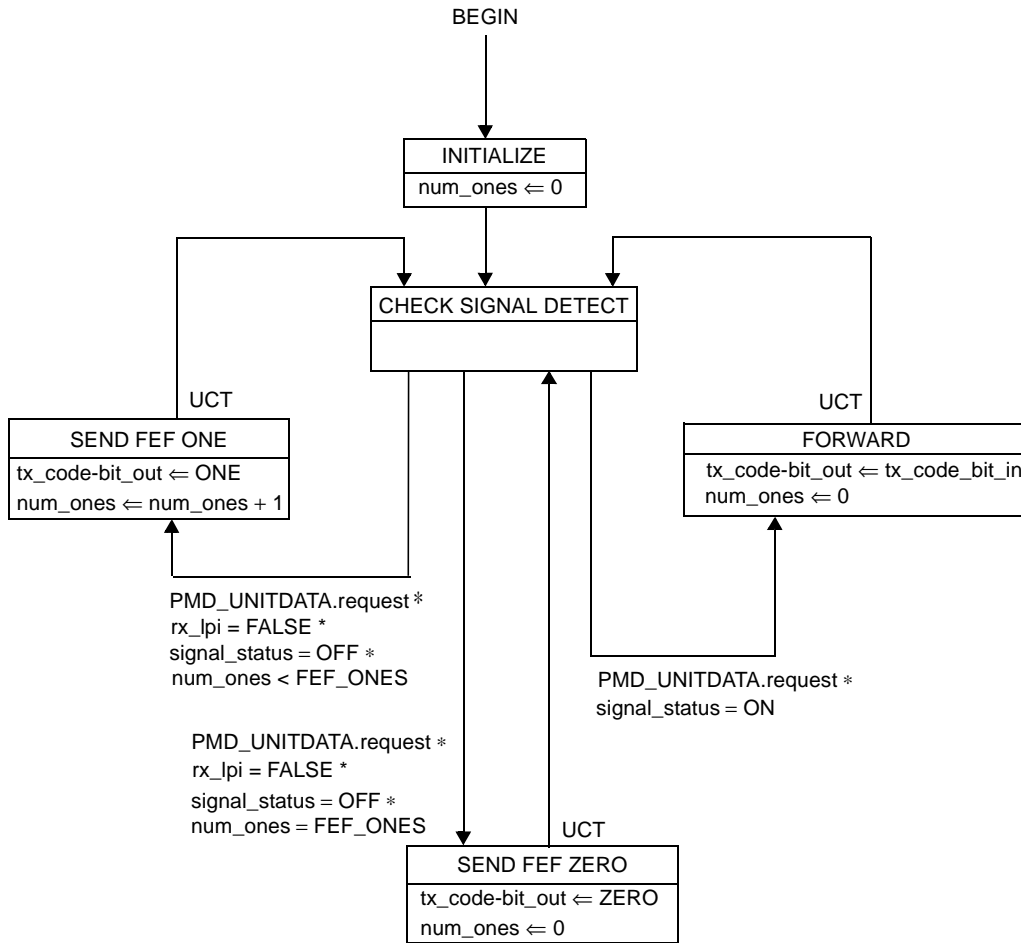 BEGIN
INITIALIZE
num_ones ⇐ 0
CHECK SIGNAL DETECT
UCT
SEND FEF ONE
tx_code-bit_out ⇐ ONE
num_ones ⇐ num_ones + 1
UCT
FORWARD
tx_code-bit_out ⇐ tx_code_bit_in
num_ones ⇐ 0
PMD_UNITDATA.request *
rx_lpi = FALSE *
signal_status = OFF *
num_ones < FEF_ONES
PMD_UNITDATA.request *
signal_status = ON
PMD_UNITDATA.request *
rx_lpi = FALSE *
signal_status = OFF *
num_ones = FEF_ONES
UCT
SEND FEF ZERO
tx_code-bit_out ⇐ ZERO
num_ones ⇐ 0